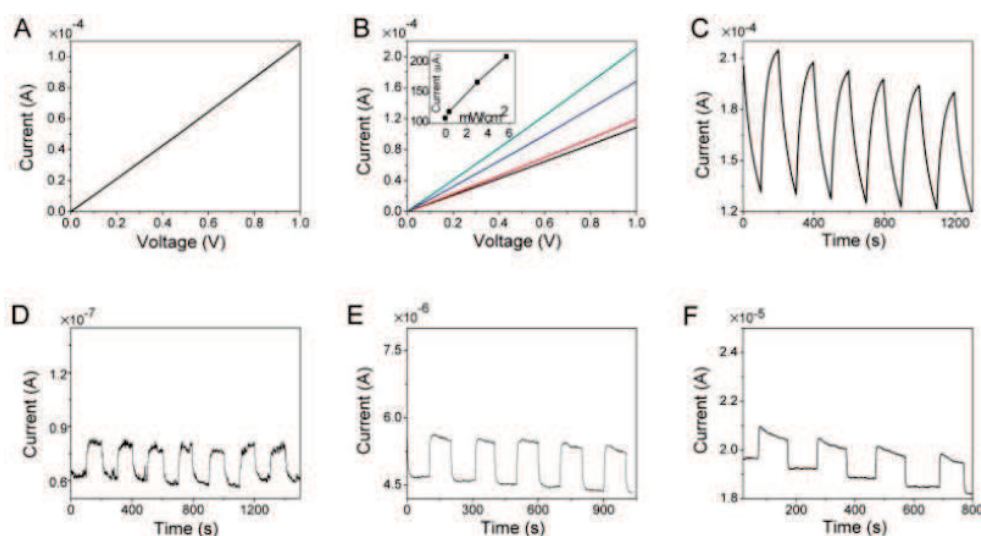 A
×10⁻⁴
1.0
0.8
0.6
0.4
0.2
0.0
Current (A)
0.0 0.2 0.4 0.6 0.8 1.0
Voltage (V)
B
×10⁻⁴
2.0
1.6
1.2
0.8
0.4
0.0
Current (A)
200
150
100
Current (µA)
mW/cm²
0 2 4 6
0.0 0.2 0.4 0.6 0.8 1.0
Voltage (V)
C
×10⁻⁴
2.1
1.8
1.5
1.2
Current (A)
0 400 800 1200
Time (s)
D
×10⁻⁷
1.2
0.9
0.6
Current (A)
0 400 800 1200
Time (s)
E
×10⁻⁶
7.5
6.0
4.5
Current (A)
0 300 600 900
Time (s)
F
×10⁻⁵
2.4
2.2
2.1
2.0
1.8
Current (A)
200 400 600 800
Time (s)